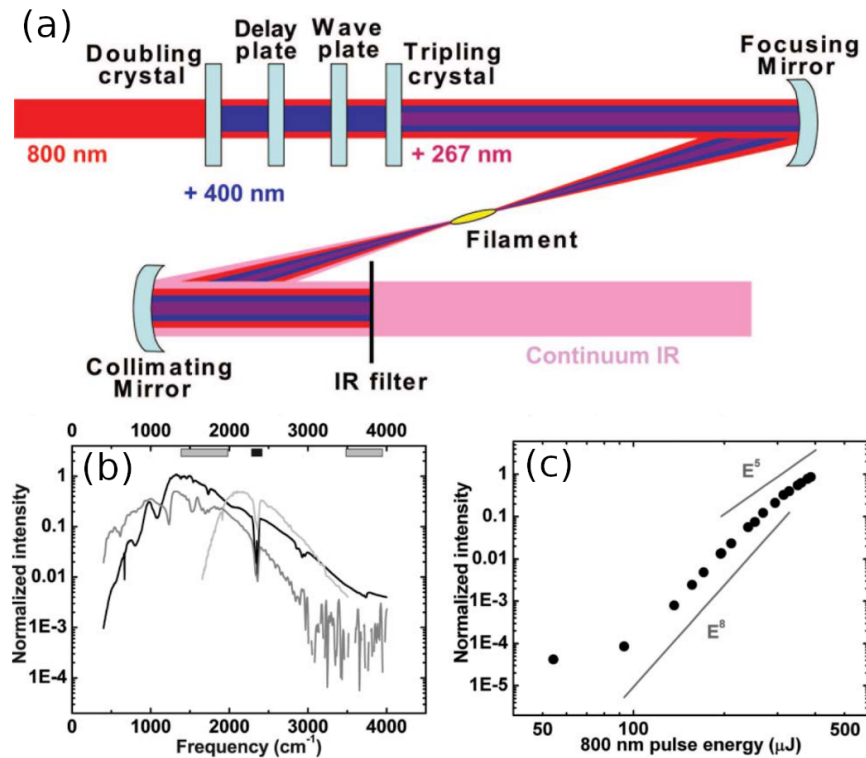 (a)
Doubling
crystal
Delay
plate
Wave
plate
Tripling
crystal
Focusing
Mirror
800 nm
+ 400 nm
+ 267 nm
Filament
Collimating
Mirror
IR filter
Continuum IR
(b)
0 1000 2000 3000 4000
Normalized intensity
1
0.1
0.01
1E-3
1E-4
0 1000 2000 3000 4000
Frequency (cm⁻¹)
(c)
Normalized intensity
1
0.1
0.01
1E-3
1E-4
1E-5
E⁵
E⁸
50 100 500
800 nm pulse energy (µJ)